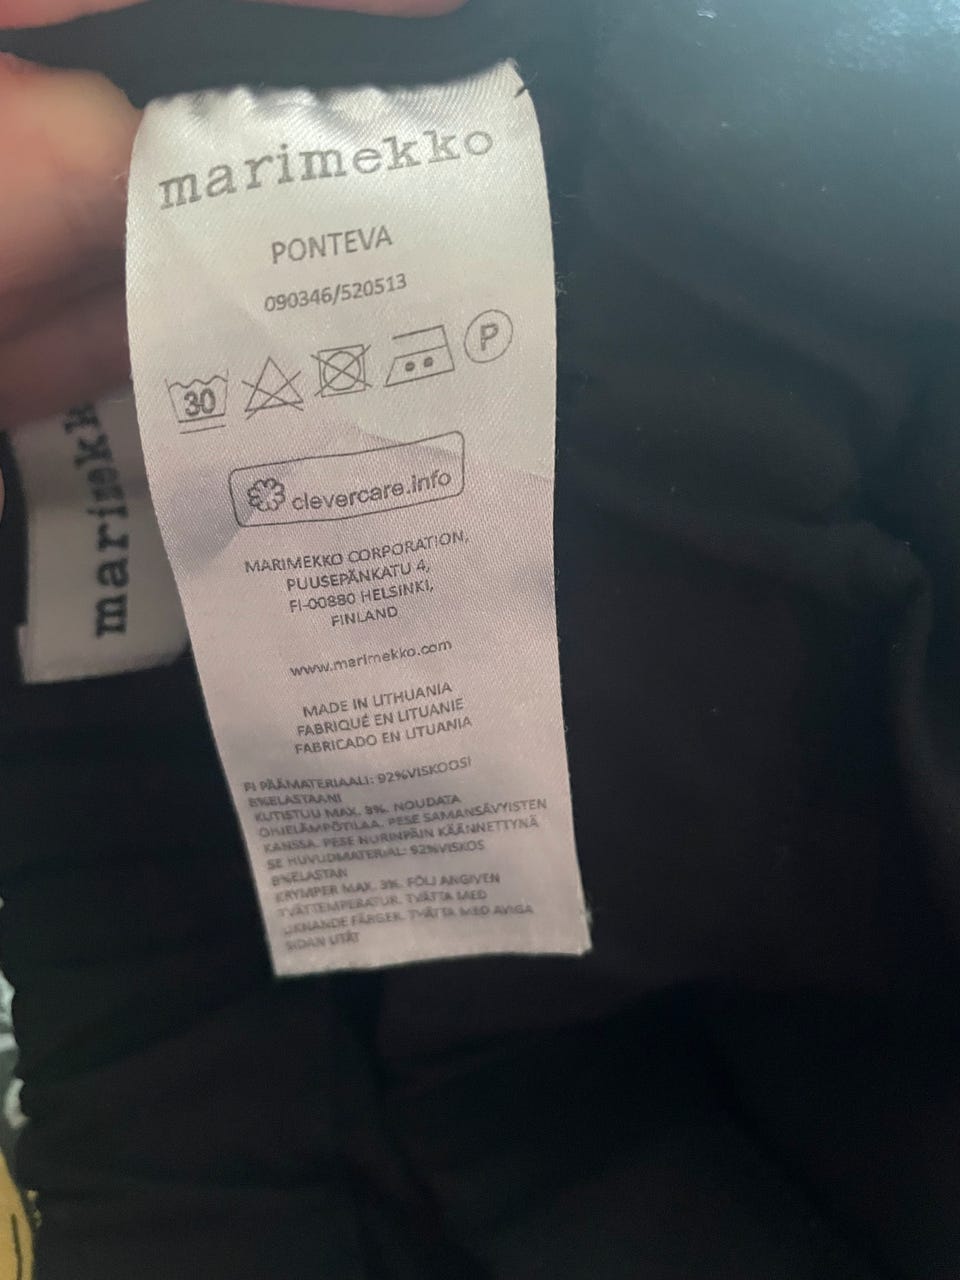 marimekko
PONTEVA
090346/520513
30
P
clevercare.info
MARIMEKKO CORPORATION,
PUUSEPÄNKATU 4,
FI-00880 HELSINKI,
FINLAND
www.marimekko.com
MADE IN LITHUANIA
FABRIQUÉ EN LITUANIE
FABRICADO EN LITUANIA
FI PÄÄMATERIAALI: 92%VISKOOSI
8%ELASTAANI
KUTISTUU MAX. 3%. NOUDATA
OHJELÄMPÖTILAA. PESE SAMANSÄVYISTEN
KANSSA. PESE NURINPÄIN KÄÄNNETTYNÄ
SE HUVUDMATERIAL: 92%VISKOS
8%ELASTAN
KRYMPER MAX. 3%. FÖLJ ANGIVEN
TVÄTTEMPERATUR. TVÄTTA MED
LIKNANDE FÄRGER. TVÄTTA MED AVIGA
SIDAN UTÅT
marimekk